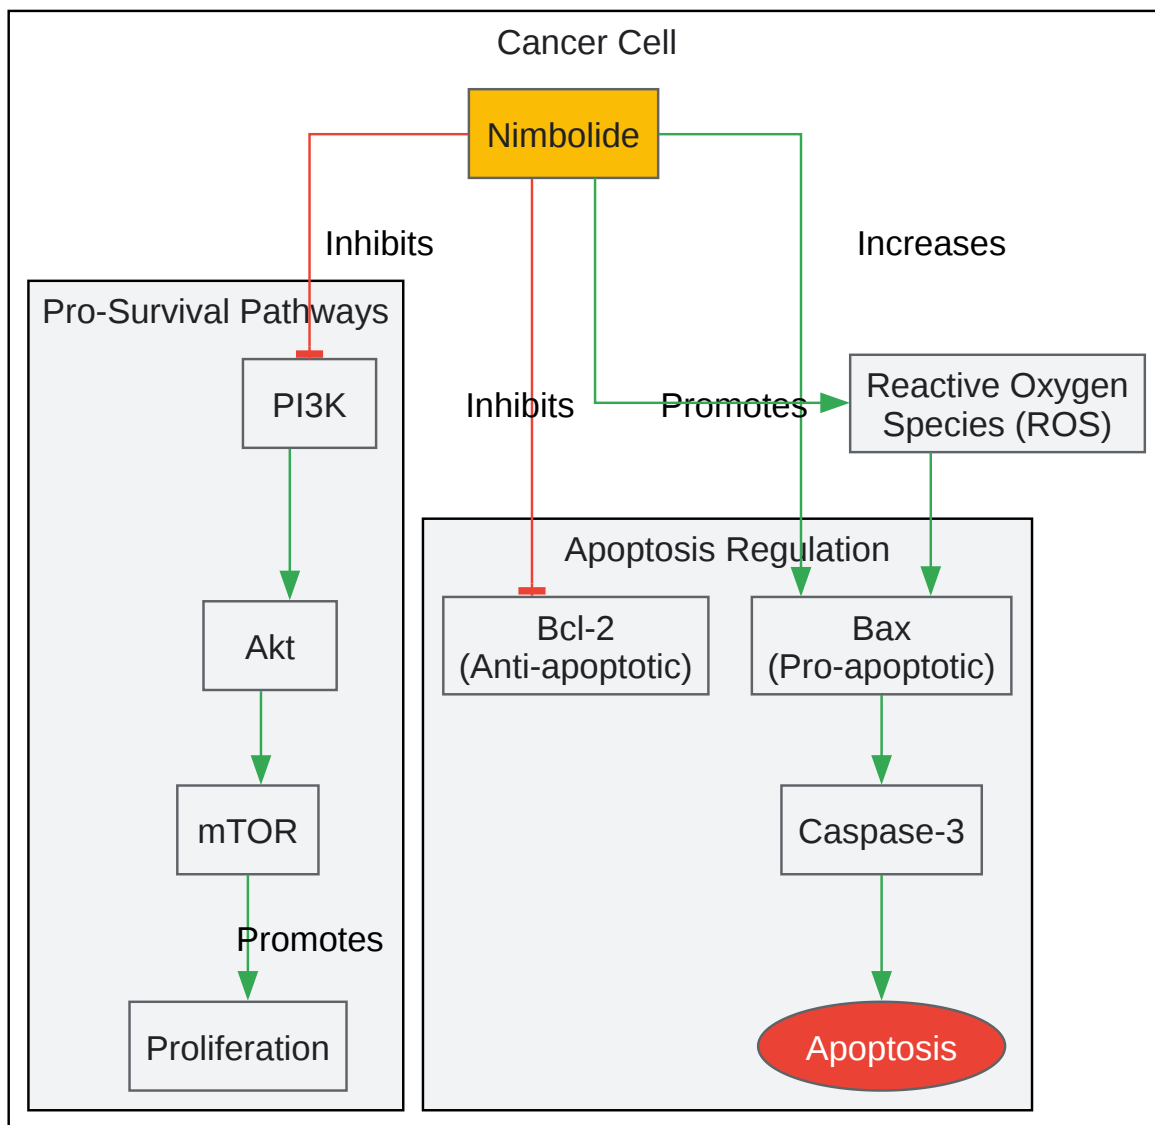 Cancer Cell
Nimbolide
Inhibits
Increases
Pro-Survival Pathways
PI3K
Inhibits
Promotes
Reactive Oxygen
Species (ROS)
Apoptosis Regulation
Akt
Bcl-2
(Anti-apoptotic)
Bax
(Pro-apoptotic)
mTOR
Caspase-3
Promotes
Proliferation
Apoptosis